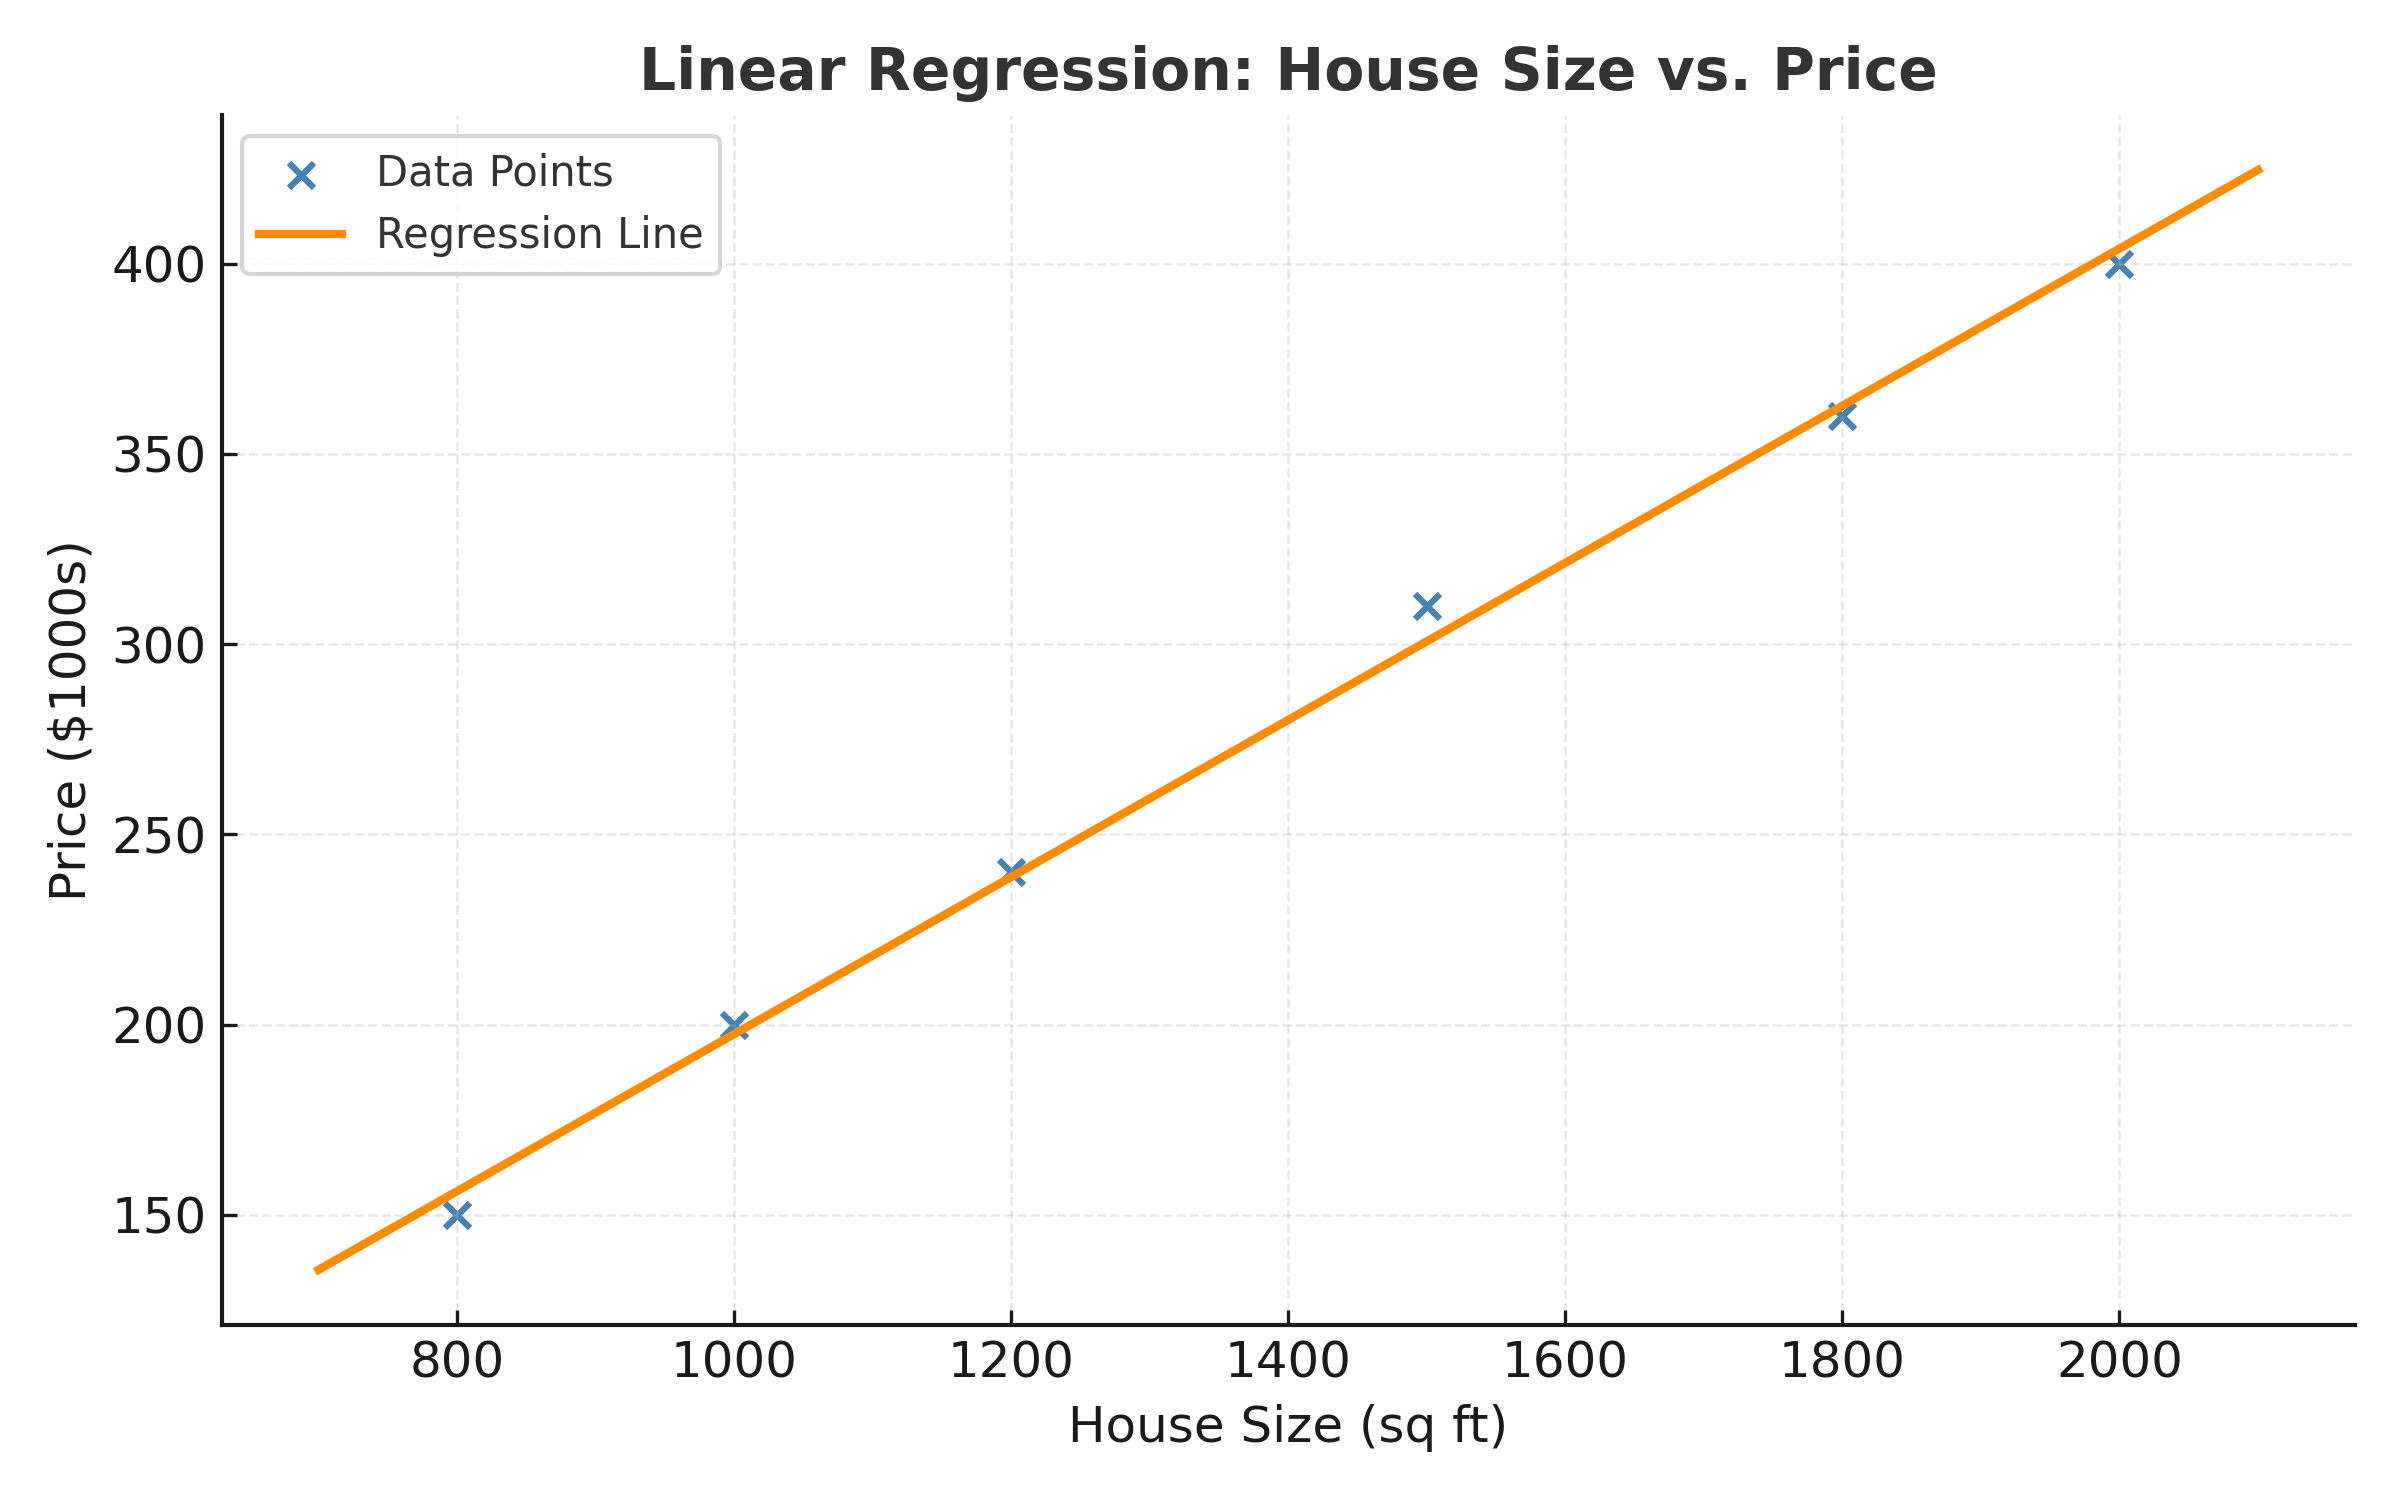 Linear Regression: House Size vs. Price
Data Points
Regression Line
Price ($1000s)
400
350
300
250
200
150
800 1000 1200 1400 1600 1800 2000
House Size (sq ft)